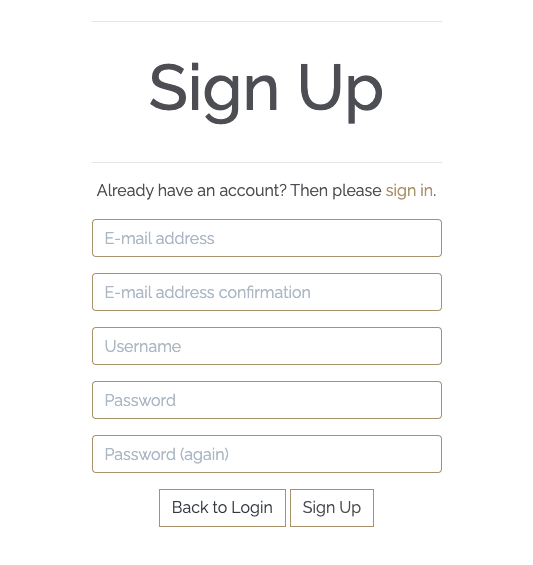 Sign Up
Already have an account? Then please sign in.
E-mail address
E-mail address confirmation
Username
Password
Password (again)
Back to Login Sign Up